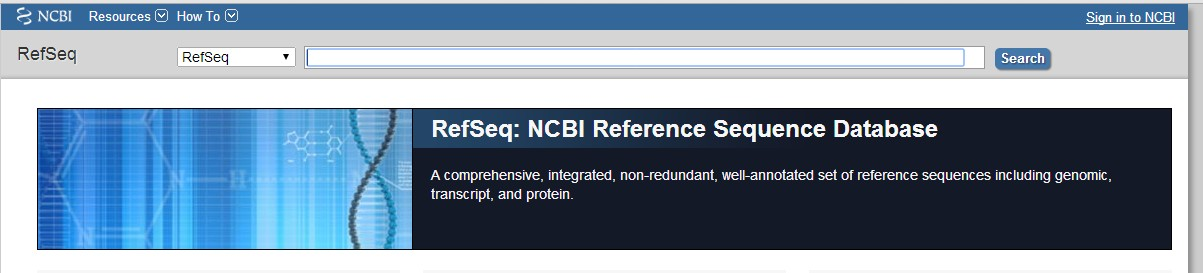 NCBI Resources How To Sign in to NCBI
RefSeq RefSeq Search
RefSeq: NCBI Reference Sequence Database
A comprehensive, integrated, non-redundant, well-annotated set of reference sequences including genomic,
transcript, and protein.
H
N